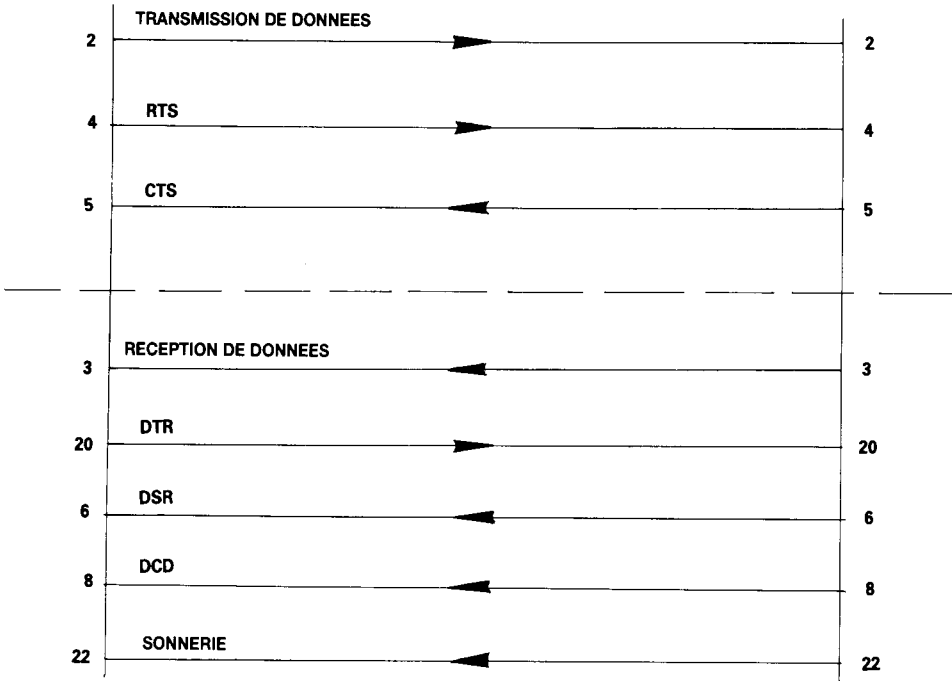 TRANSMISSION DE DONNEES
2 2
RTS
4 4
CTS
5 5
RECEPTION DE DONNEES
3 3
DTR
20 20
DSR
6 6
DCD
8 8
SONNERIE
22 22